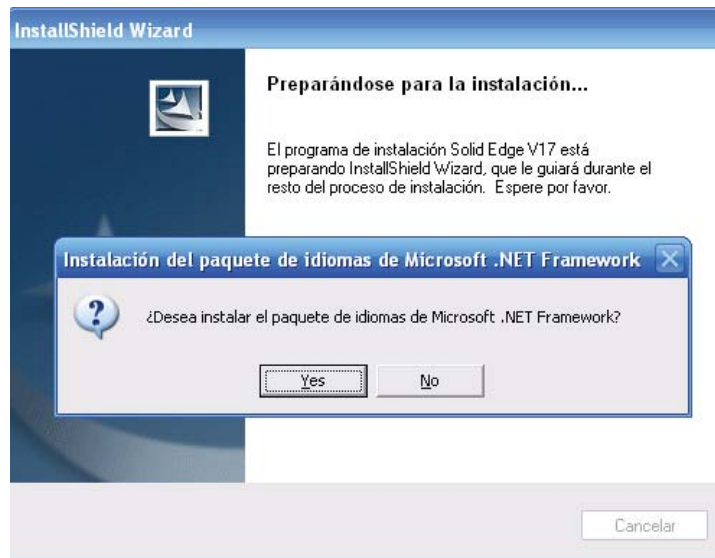 InstallShield Wizard
Preparándose para la instalación...
El programa de instalación Solid Edge V17 está
preparando InstallShield Wizard, que le guiará durante el
resto del proceso de instalación. Espere por favor.
Instalación del paquete de idiomas de Microsoft .NET Framework
¿Desea instalar el paquete de idiomas de Microsoft .NET Framework?
Yes No
Cancelar